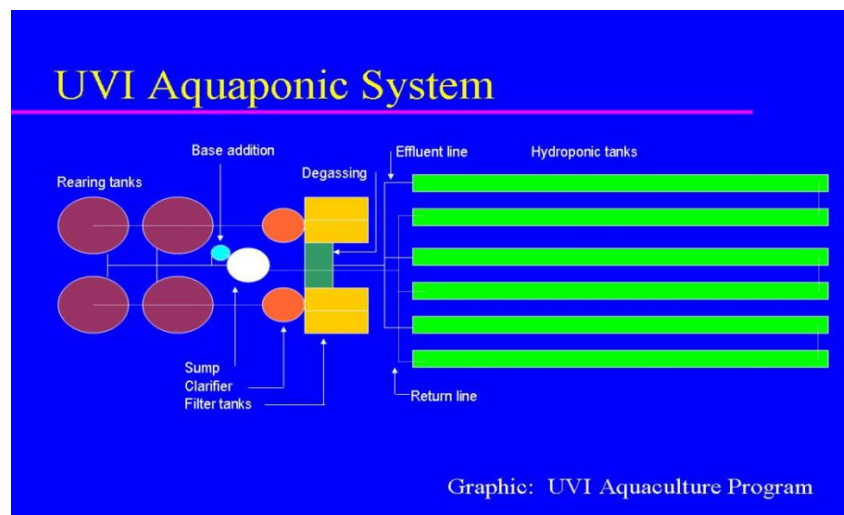 UVI Aquaponic System
Base addition
Effluent line
Hydroponic tanks
Degassing
Rearing tanks
Sump
Clarifier
Filter tanks
Return line
Graphic: UVI Aquaculture Program